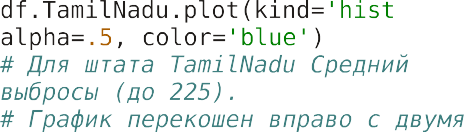 df.TamilNadu.plot(kind='hist
alpha=.5, color='blue')
# Для штата TamilNadu Средний
выбросы (до 225).
# График перекошен вправо с двумя